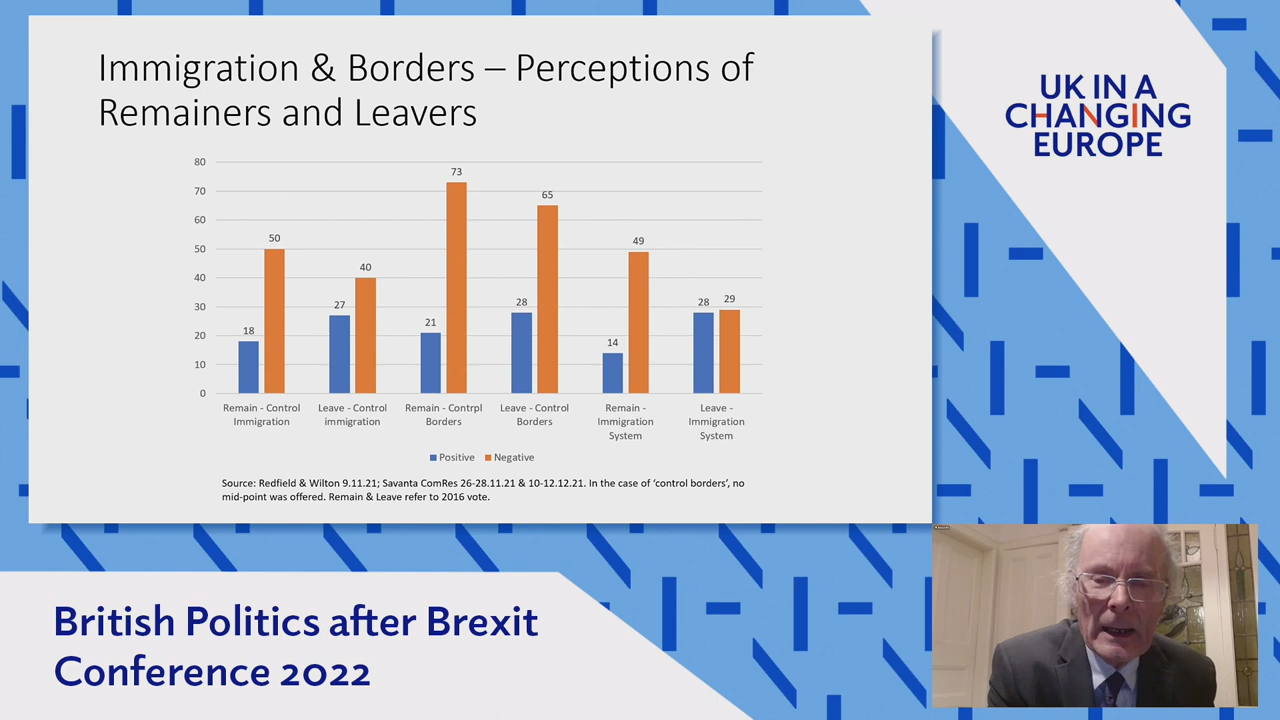 Immigration & Borders – Perceptions of
Remainers and Leavers
80
70
60
50
40
30
20
10
0
18
50
27
40
21
73
28
65
14
49
28
29
Remain - Control
Immigration
Leave - Control
immigration
Remain - Contrpl
Borders
Leave - Control
Borders
Remain -
Immigration
System
Leave -
Immigration
System
Positive
Negative
Source: Redfield & Wilton 9.11.21; Savanta ComRes 26-28.11.21 & 10-12.12.21. In the case of ‘control borders’, no
mid-point was offered. Remain & Leave refer to 2016 vote.
UK IN A
CHANGING
EUROPE
British Politics after Brexit
Conference 2022